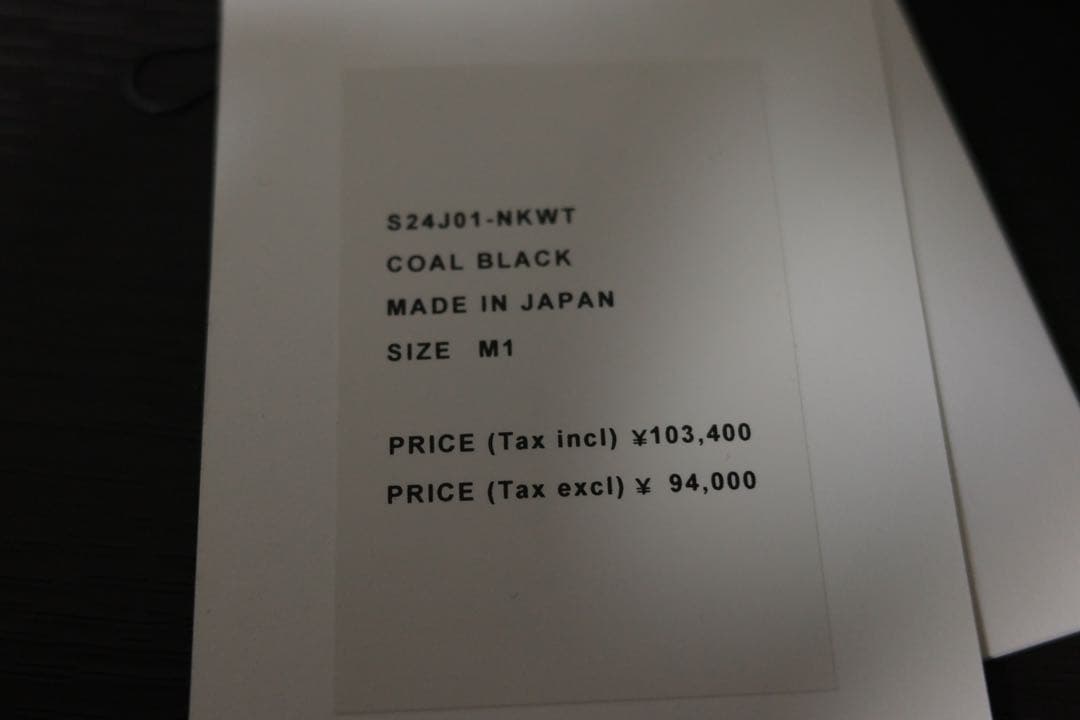 S24J01-NKWT
COAL BLACK
MADE IN JAPAN
SIZE M1
PRICE (Tax incl) ¥103,400
PRICE (Tax excl) ¥ 94,000